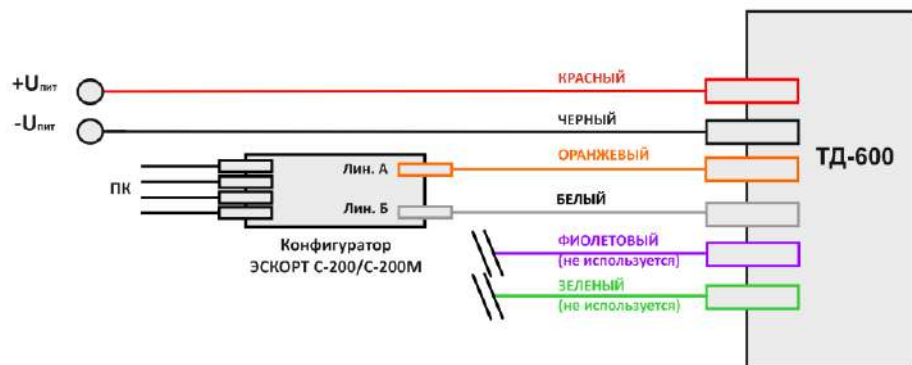 +Uпит
КРАСНЫЙ
-Uпит
ЧЕРНЫЙ
ТД-600
ОРАНЖЕВЫЙ
Лин. А
ПК
БЕЛЫЙ
Лин. Б
Конфигуратор
ЭСКОРТ С-200/С-200М
ФИОЛЕТОВЫЙ
(не используется)
ЗЕЛЕНЫЙ
(не используется)